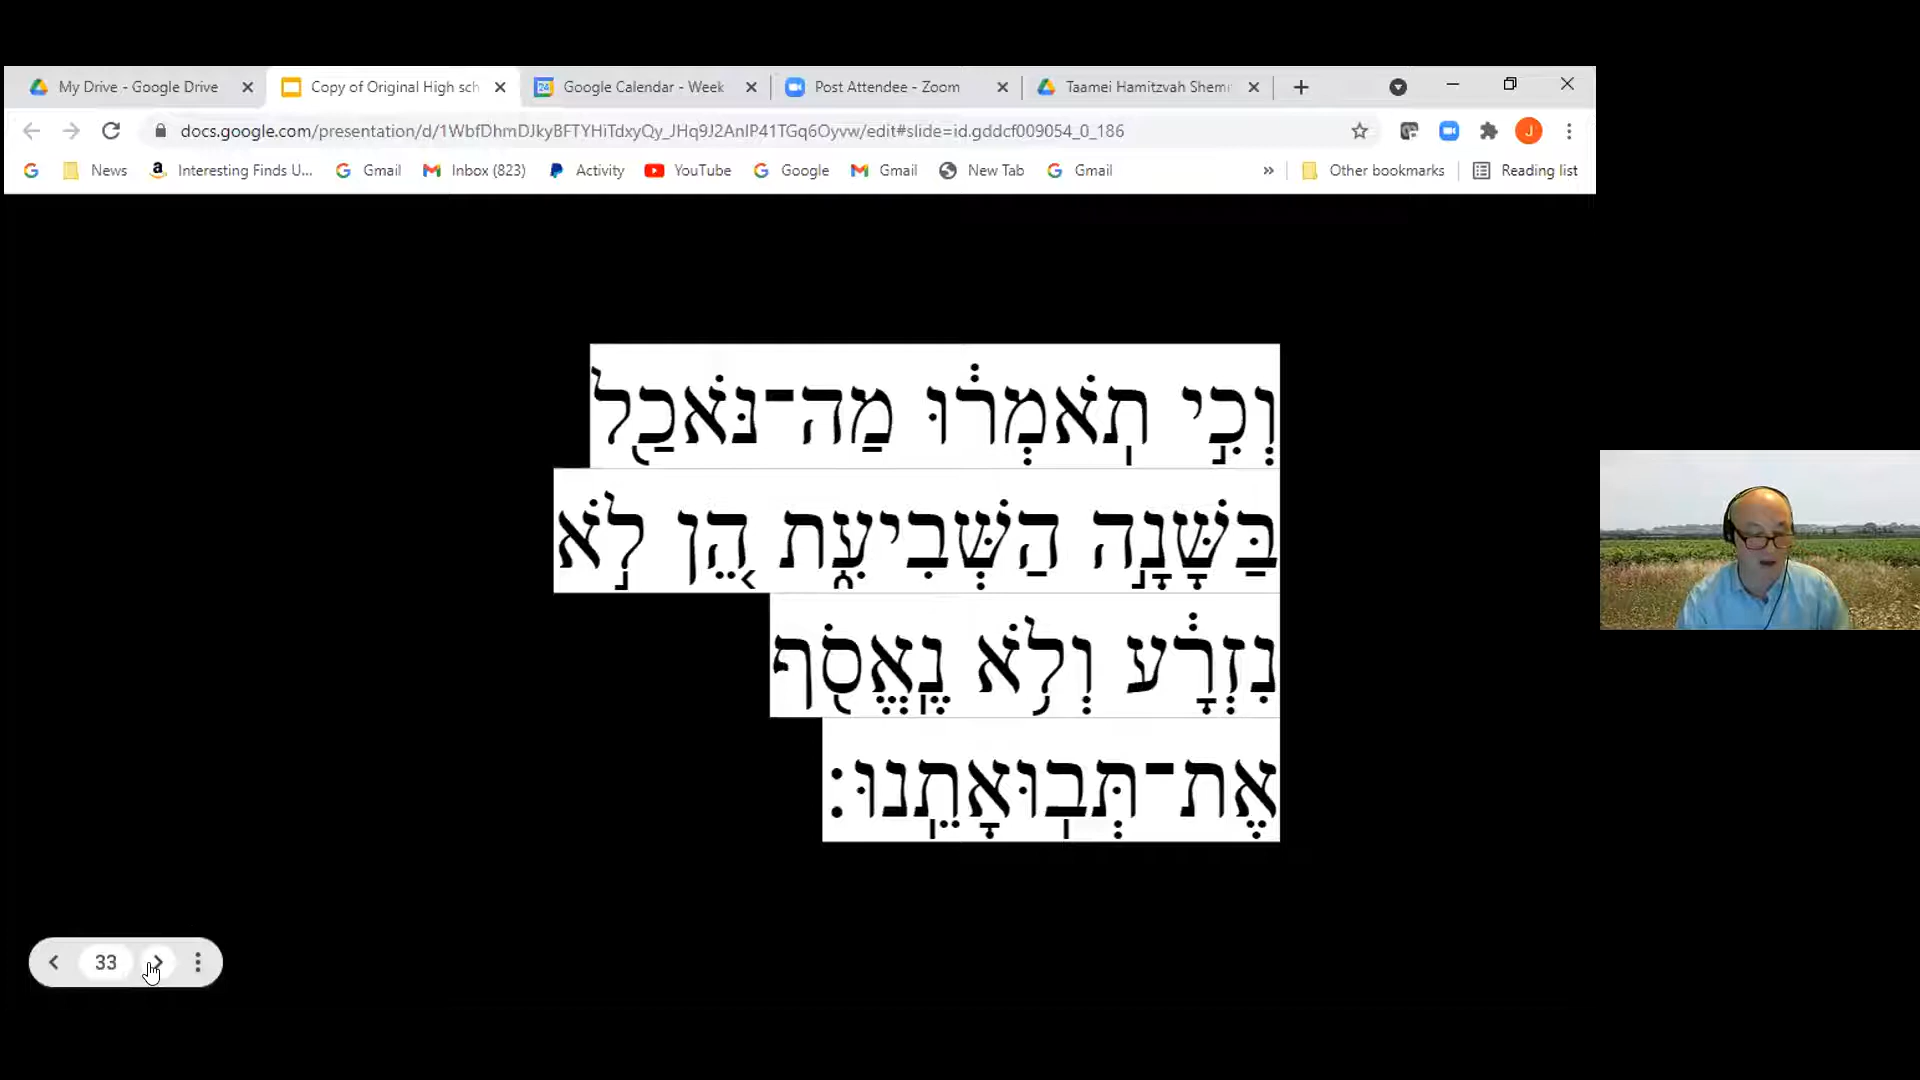 My Drive - Google Drive
Copy of Original High sch
Google Calendar - Week
Post Attendee - Zoom
Taamei Hamitzvah Shemi
docs.google.com/presentation/d/1WbfDhmDJkyBFTYHiTdxyQy_JHq9J2AnIP41TGq6Oyvw/edit#slide=id.gddcf009054_0_186
J
News
Interesting Finds U...
Gmail
Inbox (823)
Activity
YouTube
Google
Gmail
New Tab
Gmail
»
Other bookmarks
Reading list
וְכִ֣י תֹאמְר֔וּ מַה־נֹּאכַ֖ל
בַּשָּׁנָ֣ה הַשְּׁבִיעִ֑ת הֵ֚ן לֹ֣א
נִזְרָ֔ע וְלֹ֥א נֶאֱסֹ֖ף
אֶת־תְּבוּאָתֵֽנוּ׃
33